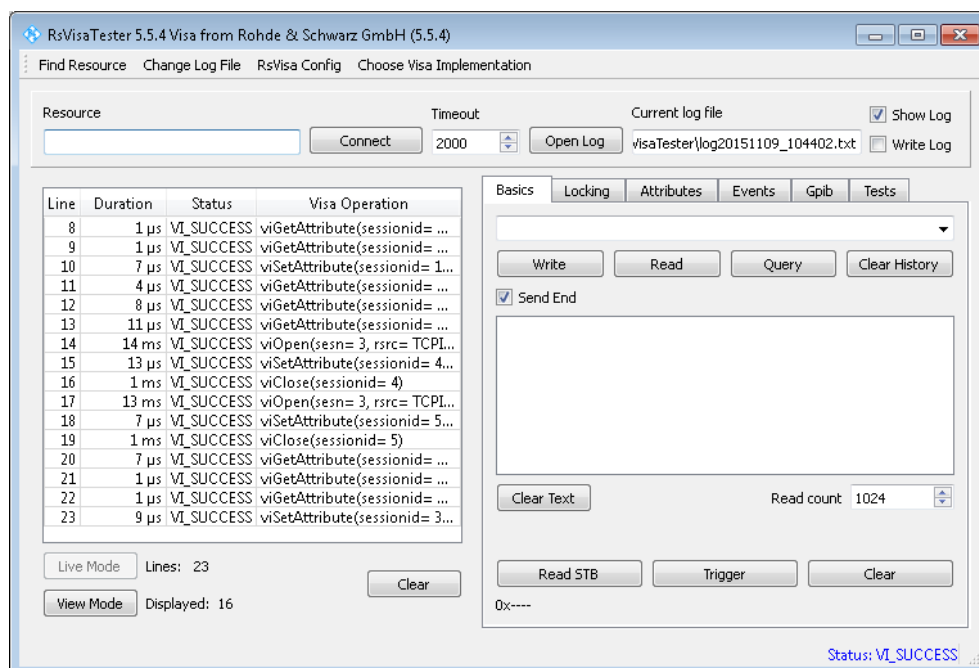 RsVisaTester 5.5.4 Visa from Rohde & Schwarz GmbH (5.5.4)
Find Resource Change Log File RsVisa Config Choose Visa Implementation
Resource Timeout Current log file Show Log
Connect 2000 Open Log visaTester\log20151109_104402.txt Write Log
Line Duration Status Visa Operation
8 1 µs VI_SUCCESS viGetAttribute(sessionid= ...
9 1 µs VI_SUCCESS viGetAttribute(sessionid= ...
10 7 µs VI_SUCCESS viSetAttribute(sessionid= 1...
11 4 µs VI_SUCCESS viGetAttribute(sessionid= ...
12 8 µs VI_SUCCESS viGetAttribute(sessionid= ...
13 11 µs VI_SUCCESS viGetAttribute(sessionid= ...
14 14 ms VI_SUCCESS viOpen(sesn= 3, rsrc= TCPI...
15 13 µs VI_SUCCESS viSetAttribute(sessionid= 4...
16 1 ms VI_SUCCESS viClose(sessionid= 4)
17 13 ms VI_SUCCESS viOpen(sesn= 3, rsrc= TCPI...
18 7 µs VI_SUCCESS viSetAttribute(sessionid= 5...
19 1 ms VI_SUCCESS viClose(sessionid= 5)
20 7 µs VI_SUCCESS viGetAttribute(sessionid= ...
21 1 µs VI_SUCCESS viGetAttribute(sessionid= ...
22 1 µs VI_SUCCESS viGetAttribute(sessionid= ...
23 9 µs VI_SUCCESS viSetAttribute(sessionid= 3...
Live Mode Lines: 23
Clear
View Mode Displayed: 16
Basics Locking Attributes Events Gpib Tests
Write Read Query Clear History
Send End
Clear Text Read count 1024
Read STB Trigger Clear
0x----
Status: VI_SUCCESS